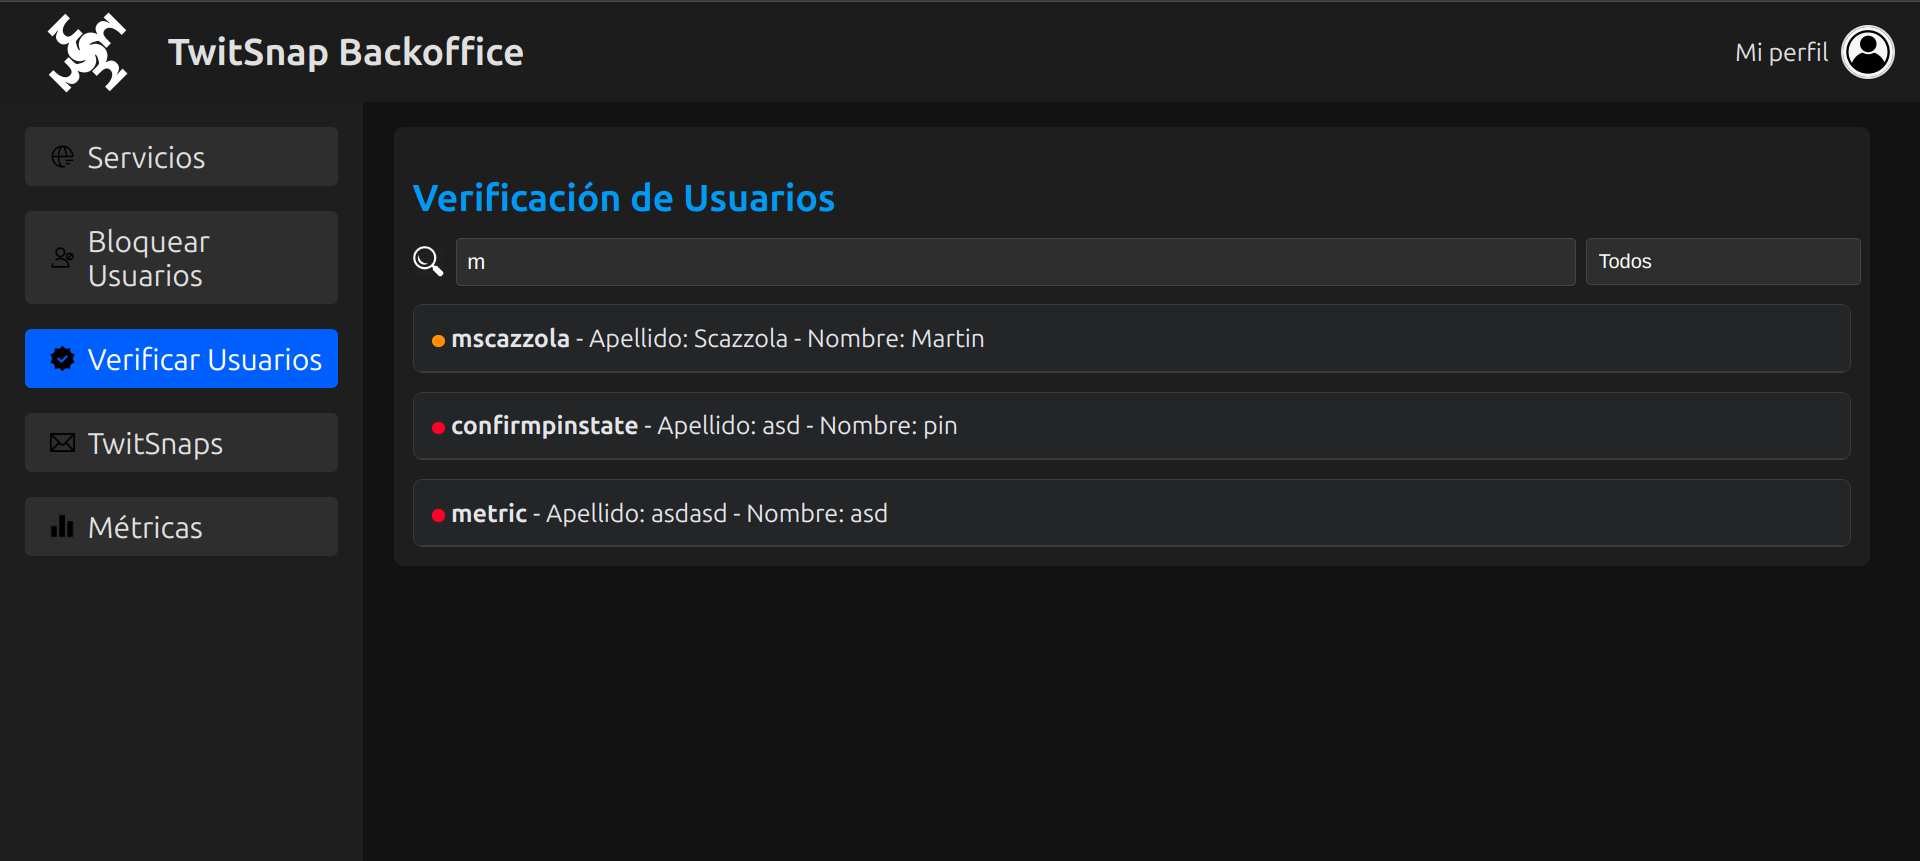 TwitSnap Backoffice
Mi perfil
Servicios
Bloquear
Usuarios
Verificar Usuarios
TwitSnaps
Métricas
Verificación de Usuarios
m
Todos
mscazzola - Apellido: Scazzola - Nombre: Martin
confirmpinstate - Apellido: asd - Nombre: pin
metric - Apellido: asdasd - Nombre: asd